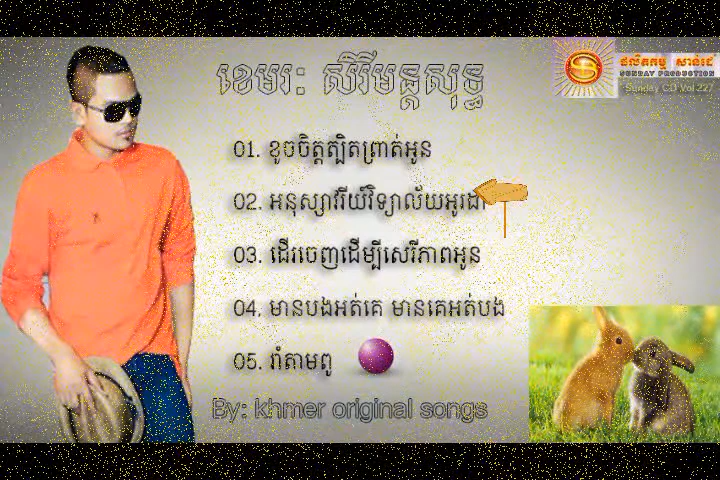 ខេមរៈ សិរីមន្តសុទ្ធ
ផលិតកម្ម សាន់ដេ
SUNDAY PRODUCTION
Sunday CD Vol 227
01. ខូចចិត្តត្បិតព្រាត់អូន
02. អនុស្សាវរីយ៍វិទ្យាល័យអូរដា
03. ដើរចេញដើម្បីសេរីភាពអូន
04. មានបងអត់គេ មានគេអត់បង
05. រាំតាមពូ
By: khmer original songs